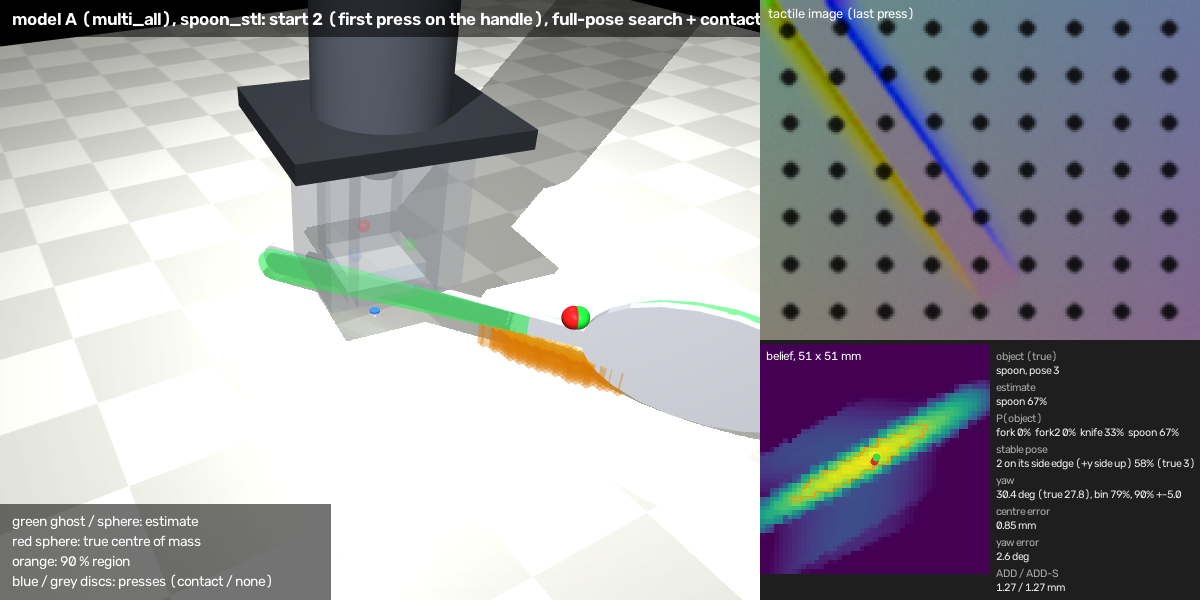 model A (multi_all), spoon_stl: start 2 (first press on the handle), full-pose search + contact
tactile image (last press)
green ghost / sphere: estimate
red sphere: true centre of mass
orange: 90 % region
blue / grey discs: presses (contact / none)
belief, 51 x 51 mm
object (true)
spoon, pose 3
estimate
spoon 67%
P(object)
fork 0% fork2 0% knife 33% spoon 67%
stable pose
2 on its side edge (+y side up) 58% (true 3)
yaw
30.4 deg (true 27.8), bin 79%, 90% +-5.0
centre error
0.85 mm
yaw error
2.6 deg
ADD / ADD-S
1.27 / 1.27 mm